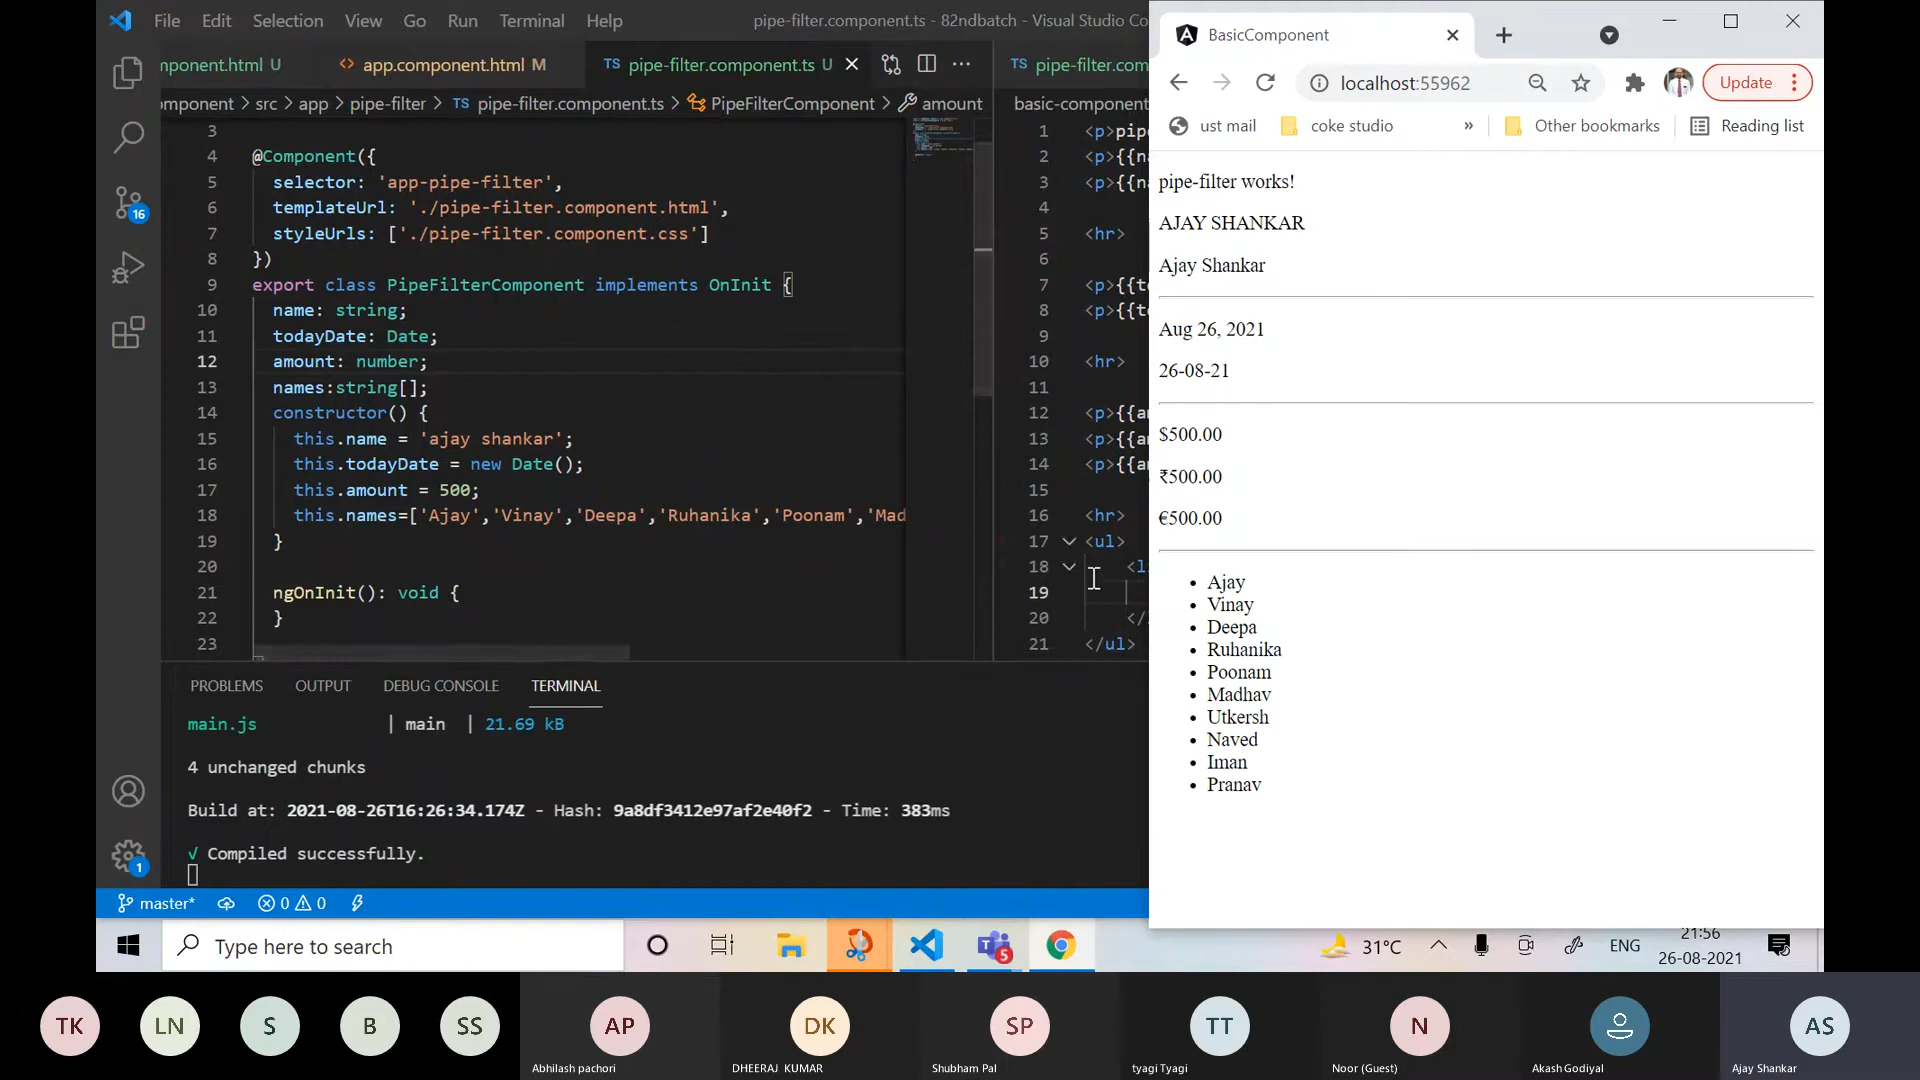 File Edit Selection View Go Run Terminal Help
pipe-filter.component.ts - 82ndbatch - Visual Studio Co
mponent.html U
<> app.component.html M
TS pipe-filter.component.ts U
TS pipe-filter.com
omponent > src > app > pipe-filter > TS pipe-filter.component.ts > PipeFilterComponent > amount
basic-component
3
4 @Component({
5 selector: 'app-pipe-filter',
6 templateUrl: './pipe-filter.component.html',
7 styleUrls: ['./pipe-filter.component.css']
8 })
9 export class PipeFilterComponent implements OnInit {
10 name: string;
11 todayDate: Date;
12 amount: number;
13 names:string[];
14 constructor() {
15 this.name = 'ajay shankar';
16 this.todayDate = new Date();
17 this.amount = 500;
18 this.names=['Ajay','Vinay','Deepa','Ruhanika','Poonam','Mad
19 }
20
21 ngOnInit(): void {
22 }
23
1 <p>pip
2 <p>{{na
3 <p>{{na
4
5 <hr>
6
7 <p>{{to
8 <p>{{to
9
10 <hr>
11
12 <p>{{am
13 <p>{{am
14 <p>{{am
15
16 <hr>
17 <ul>
18 <l
19
20 </
21 </ul>
16
1
PROBLEMS OUTPUT DEBUG CONSOLE TERMINAL
main.js | main | 21.69 kB
4 unchanged chunks
Build at: 2021-08-26T16:26:34.174Z - Hash: 9a8df3412e97af2e40f2 - Time: 383ms
√ Compiled successfully.
master* 0 0
BasicComponent
localhost:55962
Update
ust mail coke studio » Other bookmarks Reading list
pipe-filter works!
AJAY SHANKAR
Ajay Shankar
Aug 26, 2021
26-08-21
$500.00
₹500.00
€500.00
• Ajay
• Vinay
• Deepa
• Ruhanika
• Poonam
• Madhav
• Utkersh
• Naved
• Iman
• Pranav
Type here to search
5
31°C
ENG
21:56
26-08-2021
TK LN S B SS AP DK SP TT N AS
Abhilash pachori DHEERAJ KUMAR Shubham Pal tyagi Tyagi Noor (Guest) Akash Godiyal Ajay Shankar